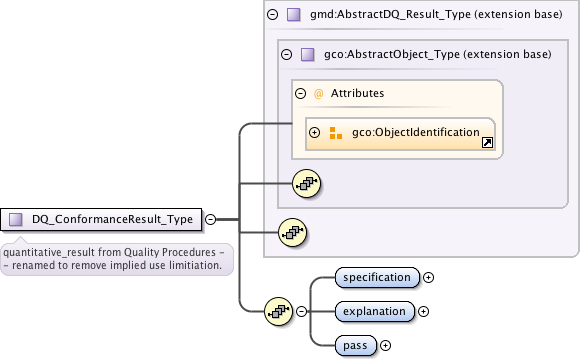 gmd:AbstractDQ_Result_Type (extension base)
gco:AbstractObject_Type (extension base)
@ Attributes
gco:ObjectIdentification
DQ_ConformanceResult_Type
quantitative_result from Quality Procedures -
- renamed to remove implied use limitiation.
specification
explanation
pass